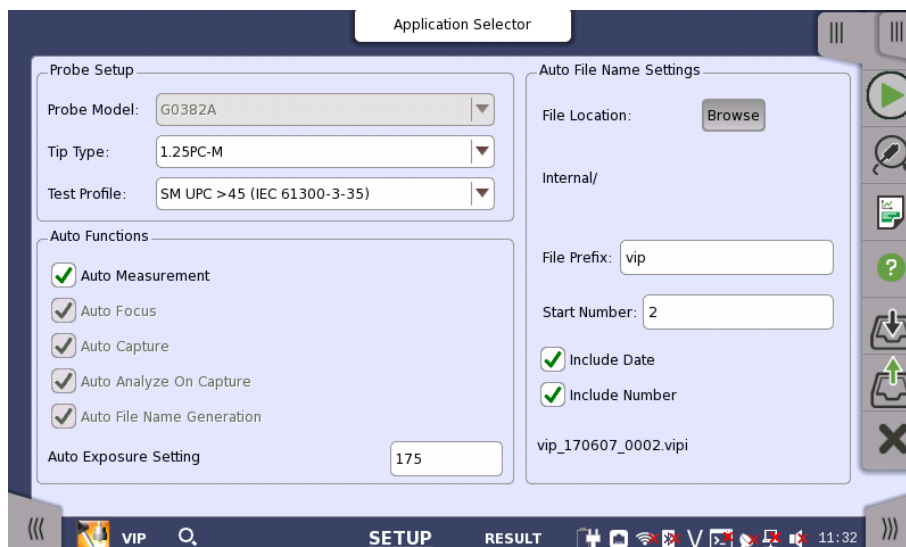 Application Selector
Probe Setup
Probe Model: G0382A
Tip Type: 1.25PC-M
Test Profile: SM UPC >45 (IEC 61300-3-35)
Auto Functions
Auto Measurement
Auto Focus
Auto Capture
Auto Analyze On Capture
Auto File Name Generation
Auto Exposure Setting 175
Auto File Name Settings
File Location: Browse
Internal/
File Prefix: vip
Start Number: 2
Include Date
Include Number
vip_170607_0002.vipi
VIP SETUP RESULT 11:32